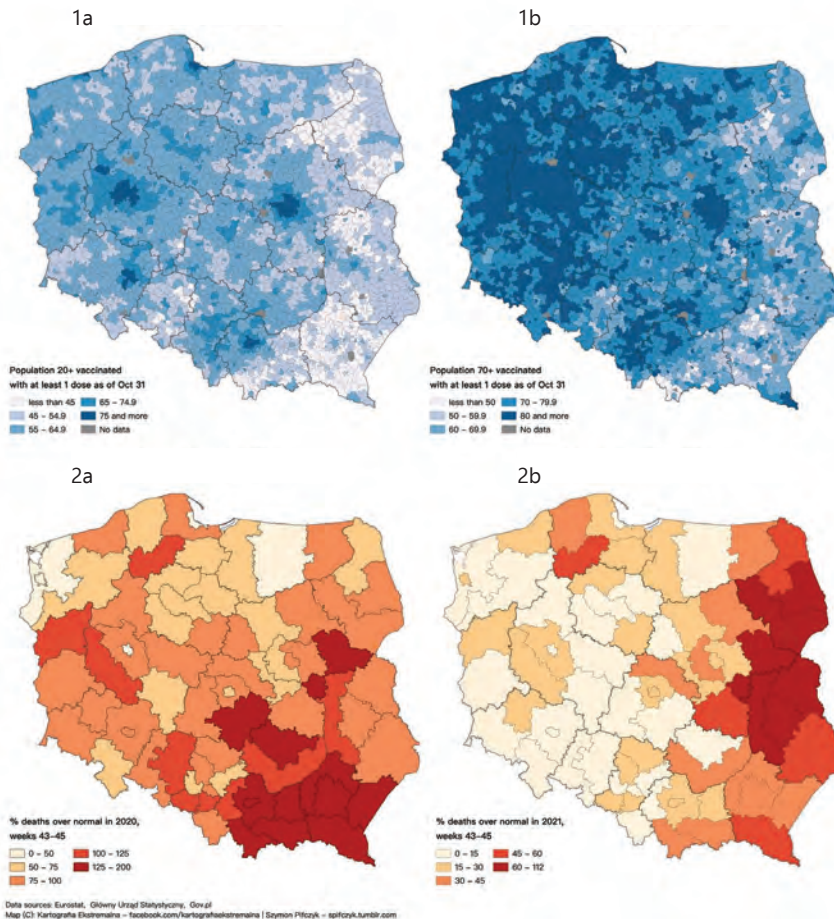 1a
1b
Population 20+ vaccinated
with at least 1 dose as of Oct 31
less than 45
65 – 74.9
45 – 54.9
75 and more
55 – 64.9
No data
Population 70+ vaccinated
with at least 1 dose as of Oct 31
less than 50
70 – 79.9
50 – 59.9
80 and more
60 – 69.9
No data
2a
2b
% deaths over normal in 2020,
weeks 43–45
0 – 50
100 – 125
50 – 75
125 – 200
75 – 100
% deaths over normal in 2021,
weeks 43–45
0 – 15
45 – 60
15 – 30
60 – 112
30 – 45
Data sources: Eurostat, Główny Urząd Statystyczny, Gov.pl
Map (C): Kartografia Ekstremalna – facebook.com/kartografiaekstremalna | Szymon Pifczyk – spifczyk.tumblr.com